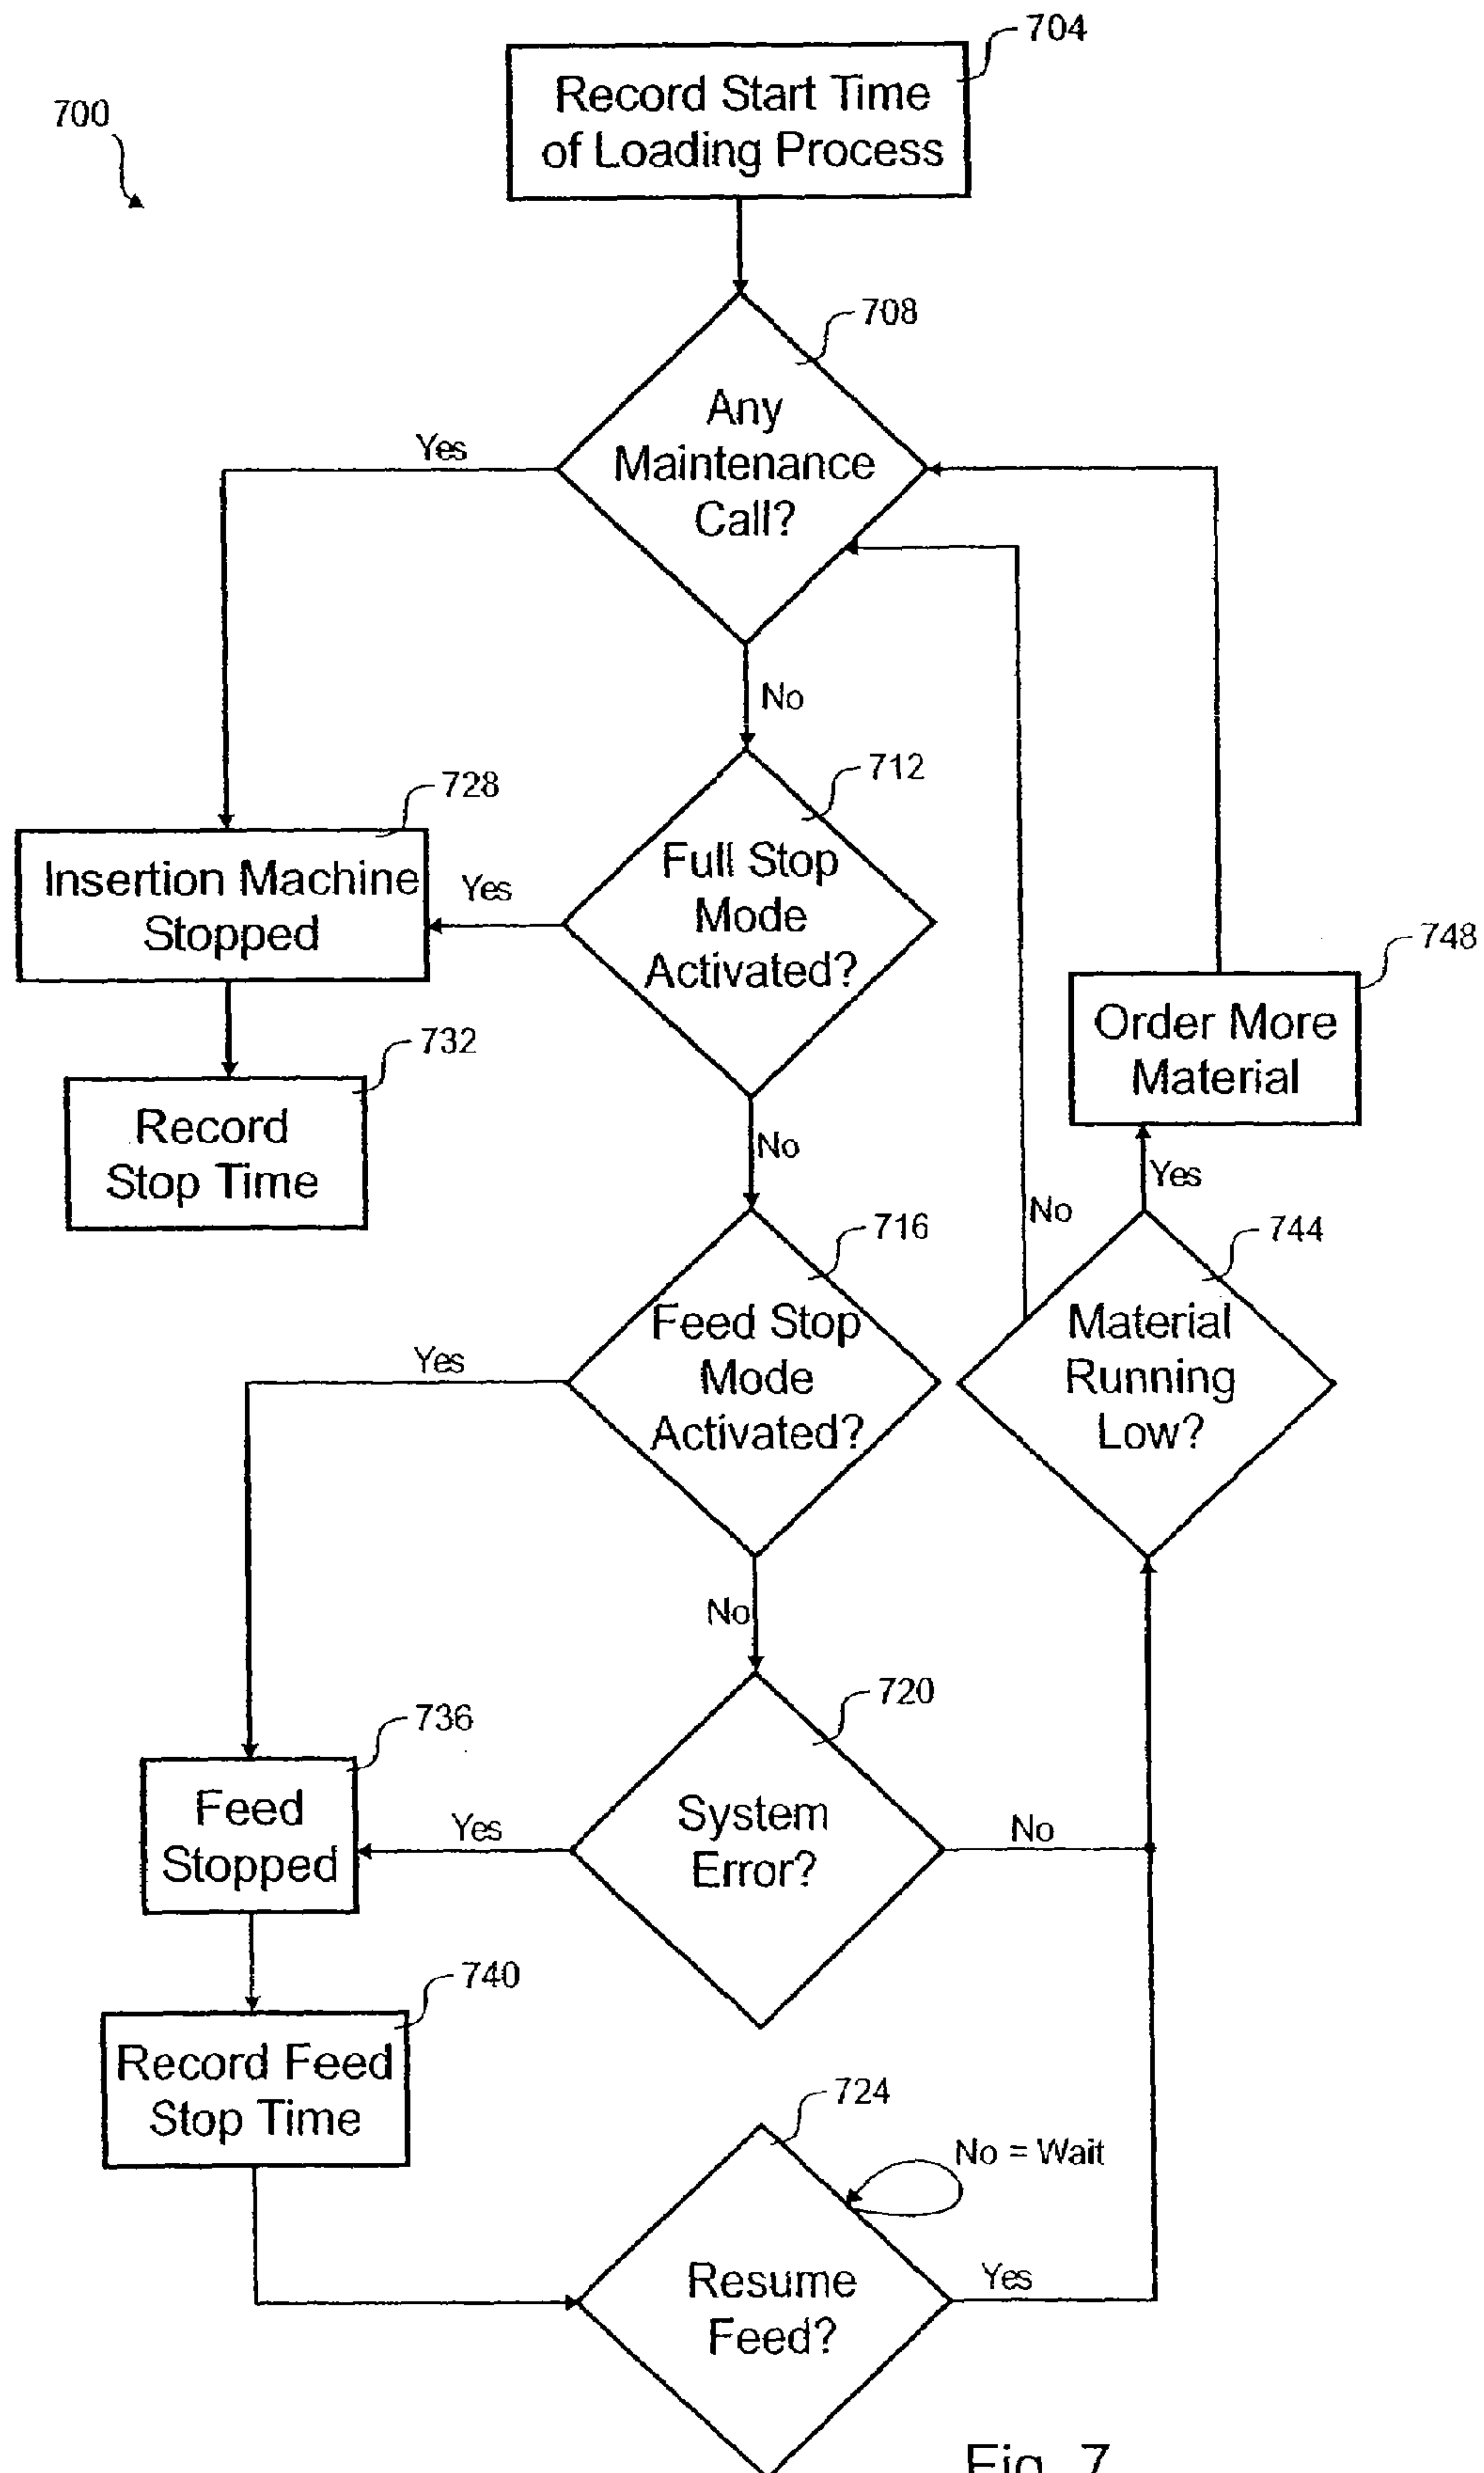 704
Record Start Time
of Loading Process
700
708
Any
Maintenance
Call?
Yes
No
712
Full Stop
Mode
Activated?
728
Insertion Machine
Stopped
Yes
748
Order More
Material
732
Record
Stop Time
No
Yes
No
716
Feed Stop
Mode
Activated?
744
Material
Running
Low?
Yes
No
720
System
Error?
736
Feed
Stopped
Yes
No
740
Record Feed
Stop Time
724
No = Wait
Resume
Feed?
Yes
Fig. 7